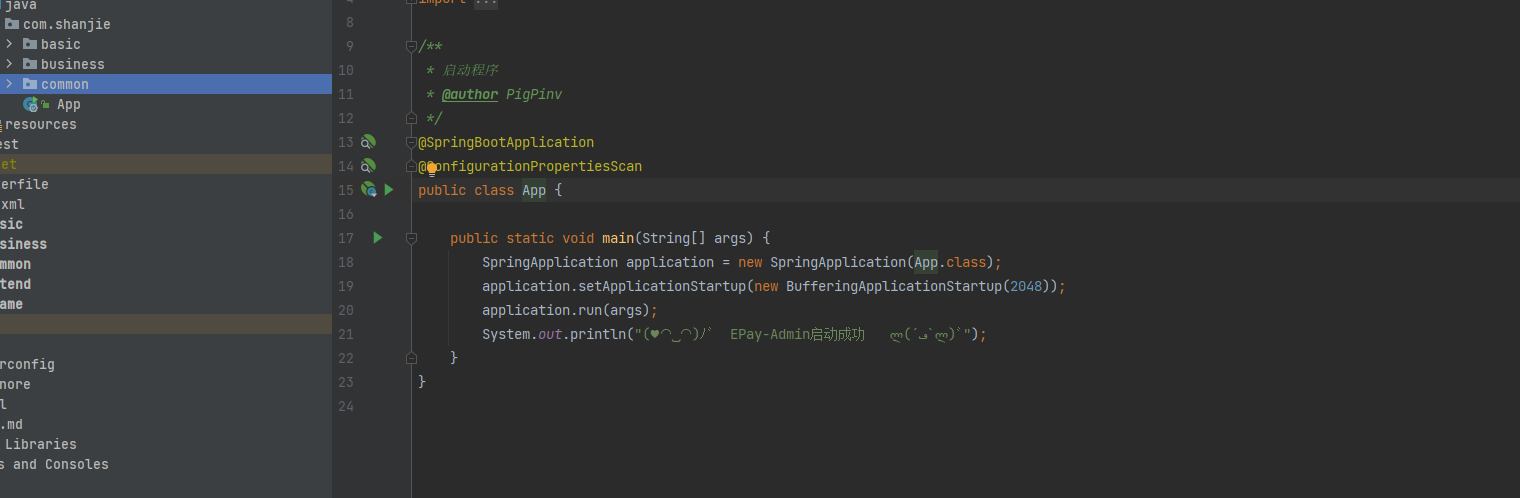 java
com.shanjie
basic
business
common
App
resources
est
et
erfile
xml
sic
siness
mmon
tend
ame
rconfig
nore
l
.md
Libraries
s and Consoles
4 import ...
8
9 /**
10 * 启动程序
11 * @author PigPinv
12 */
13 @SpringBootApplication
14 @ConfigurationPropertiesScan
15 public class App {
16
17 public static void main(String[] args) {
18 SpringApplication application = new SpringApplication(App.class);
19 application.setApplicationStartup(new BufferingApplicationStartup(2048));
20 application.run(args);
21 System.out.println("(♥◠‿◠)ﾉﾞ  EPay-Admin启动成功   ლ(´ڡ`ლ)ﾞ");
22 }
23 }
24